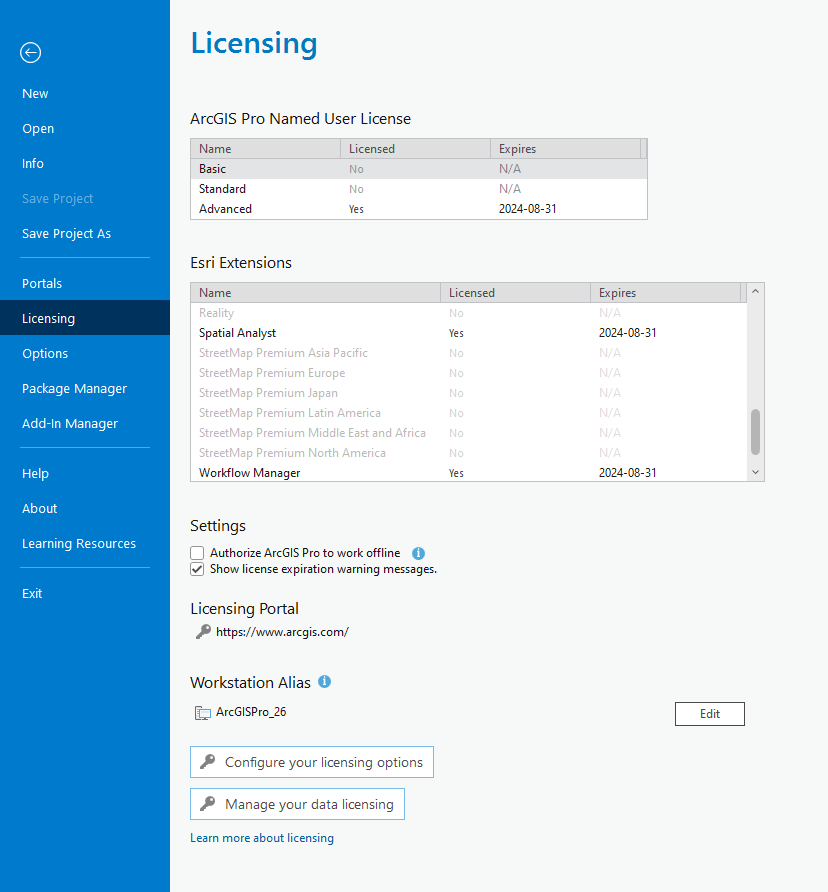 Licensing
New
Open
Info
Save Project
Save Project As
Portals
Licensing
Options
Package Manager
Add-In Manager
Help
About
Learning Resources
Exit
ArcGIS Pro Named User License
Name Licensed Expires
Basic No N/A
Standard No N/A
Advanced Yes 2024-08-31
Esri Extensions
Name Licensed Expires
Reality No N/A
Spatial Analyst Yes 2024-08-31
StreetMap Premium Asia Pacific No N/A
StreetMap Premium Europe No N/A
StreetMap Premium Japan No N/A
StreetMap Premium Latin America No N/A
StreetMap Premium Middle East and Africa No N/A
StreetMap Premium North America No N/A
Workflow Manager Yes 2024-08-31
Settings
Authorize ArcGIS Pro to work offline
Show license expiration warning messages.
Licensing Portal
https://www.arcgis.com/
Workstation Alias
ArcGISPro_26
Edit
Configure your licensing options
Manage your data licensing
Learn more about licensing